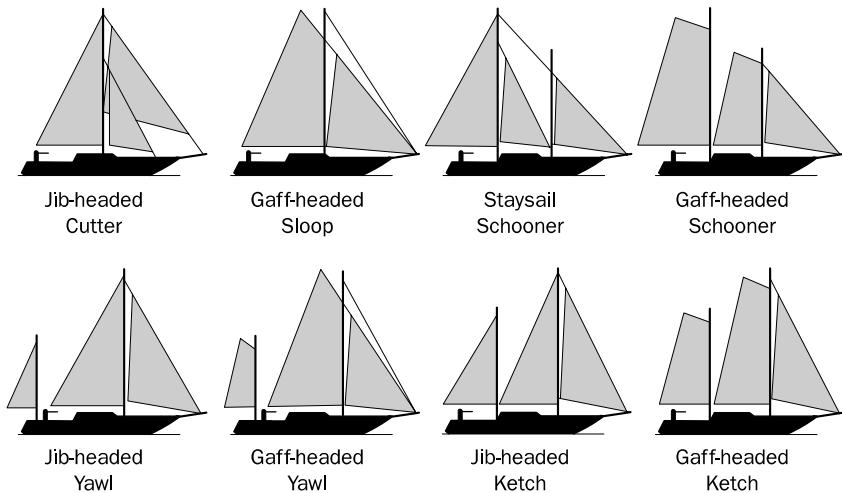 Jib-headed
Cutter
Gaff-headed
Sloop
Staysail
Schooner
Gaff-headed
Schooner
Jib-headed
Yawl
Gaff-headed
Yawl
Jib-headed
Ketch
Gaff-headed
Ketch